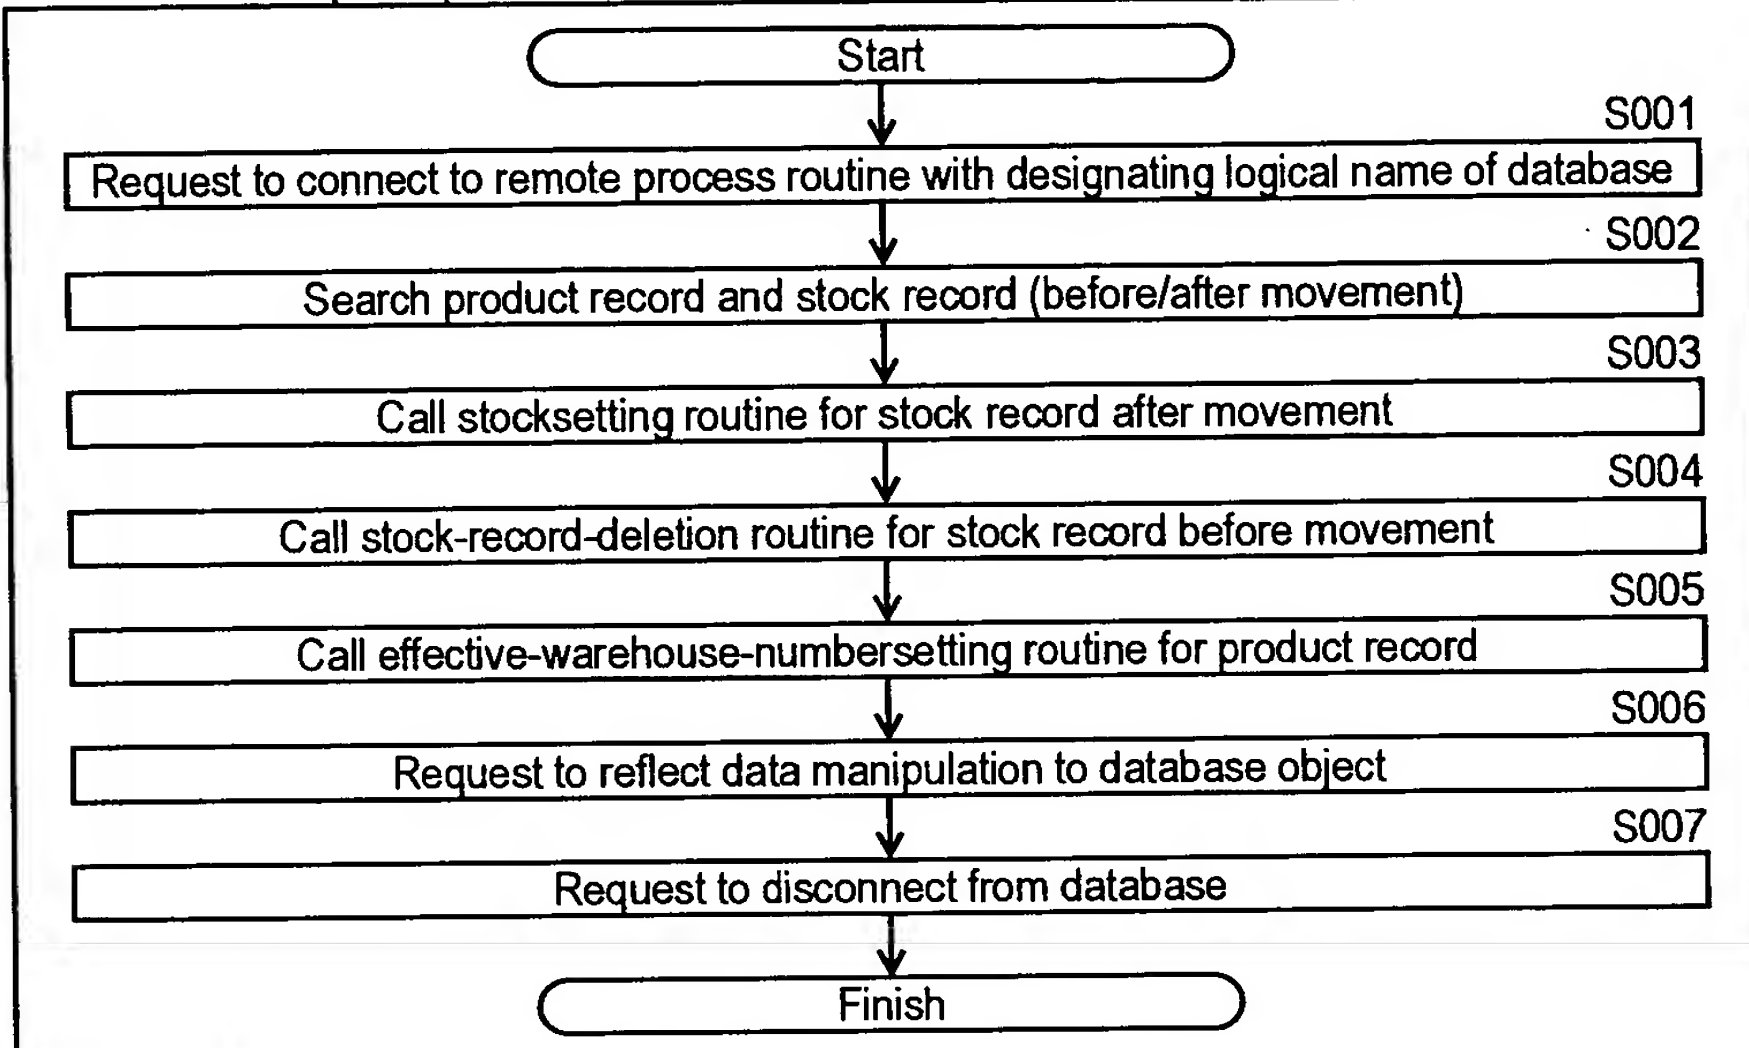 Start
S001
Request to connect to remote process routine with designating logical name of database
S002
Search product record and stock record (before/after movement)
S003
Call stocksetting routine for stock record after movement
S004
Call stock-record-deletion routine for stock record before movement
S005
Call effective-warehouse-numbersetting routine for product record
S006
Request to reflect data manipulation to database object
S007
Request to disconnect from database
Finish